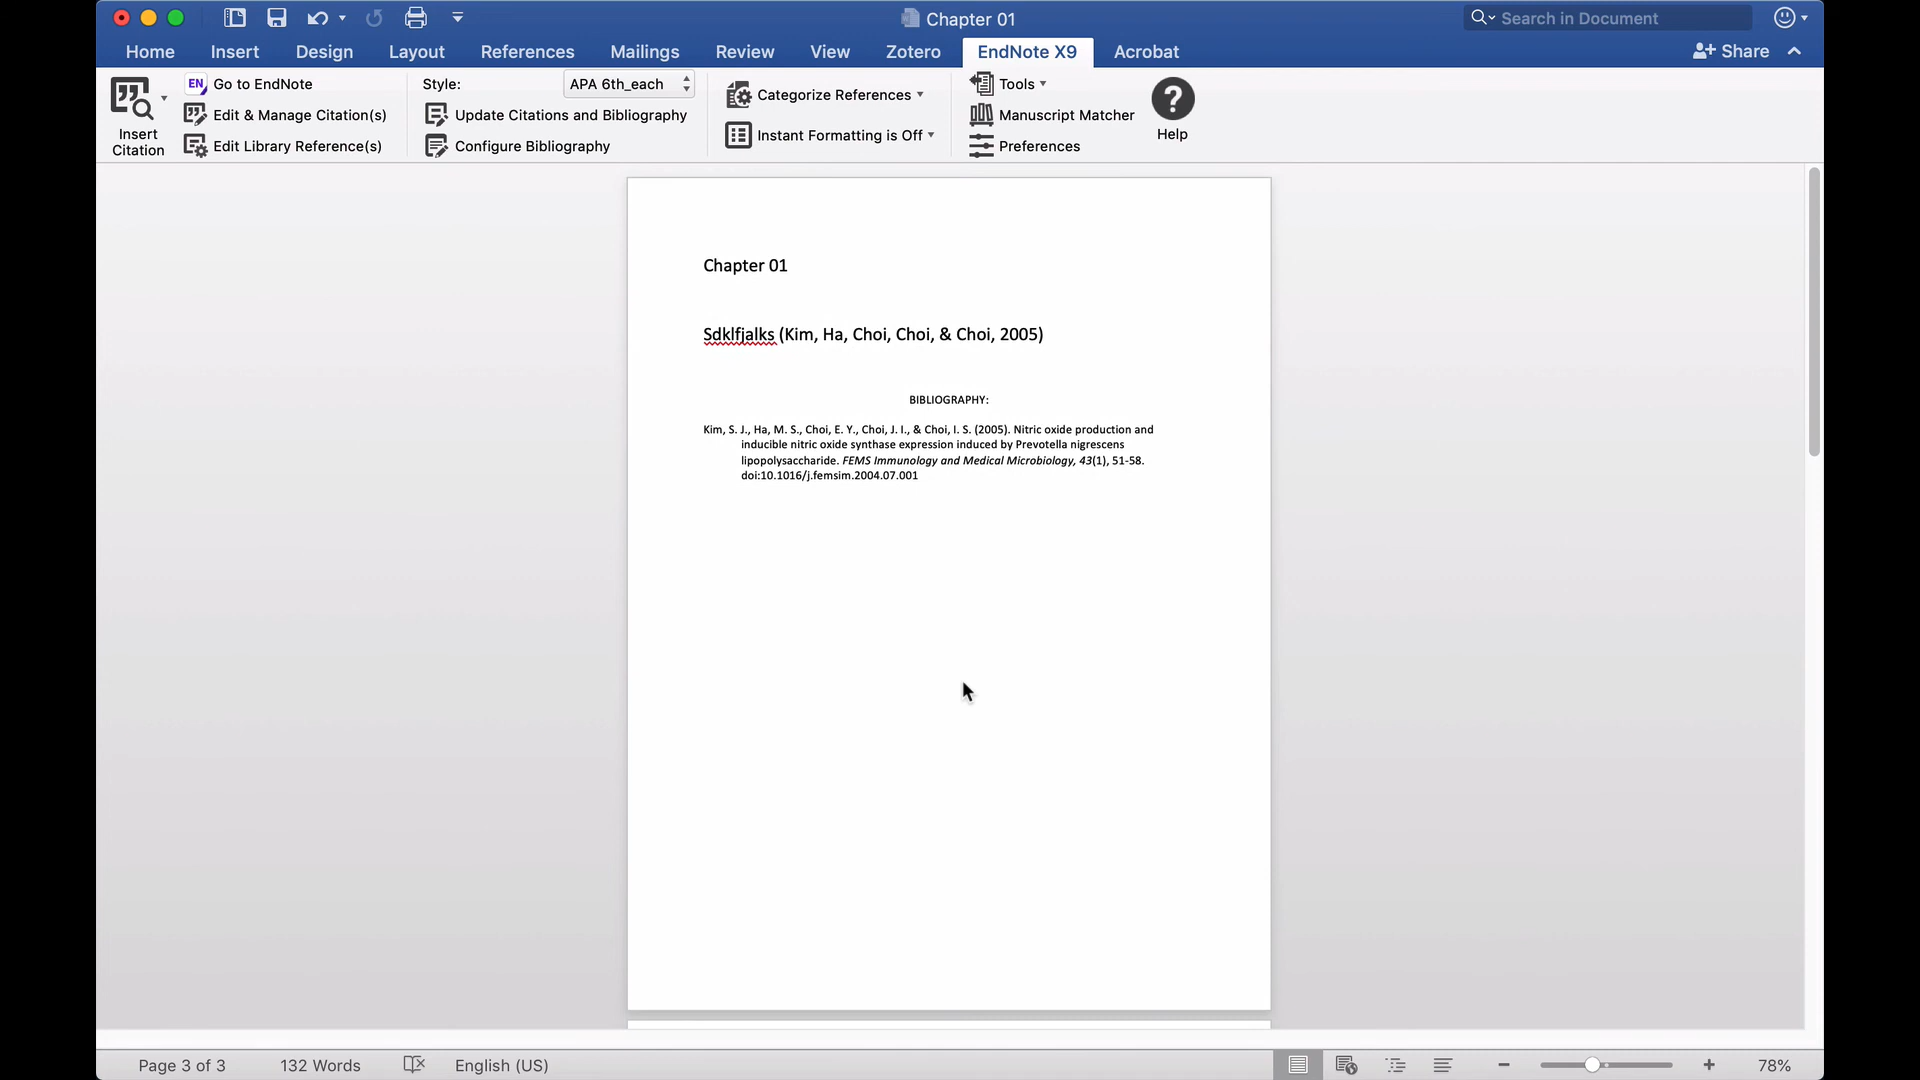 Chapter 01
Search in Document
Home Insert Design Layout References Mailings Review View Zotero EndNote X9 Acrobat Share
Insert Citation
EN Go to EndNote
Edit & Manage Citation(s)
Edit Library Reference(s)
Style: APA 6th_each
Update Citations and Bibliography
Configure Bibliography
Categorize References
Instant Formatting is Off
Tools
Manuscript Matcher
Preferences
?
Help
Chapter 01
Sdklfjalks (Kim, Ha, Choi, Choi, & Choi, 2005)
BIBLIOGRAPHY:
Kim, S. J., Ha, M. S., Choi, E. Y., Choi, J. I., & Choi, I. S. (2005). Nitric oxide production and
inducible nitric oxide synthase expression induced by Prevotella nigrescens
lipopolysaccharide. FEMS Immunology and Medical Microbiology, 43(1), 51-58.
doi:10.1016/j.femsim.2004.07.001
Page 3 of 3 132 Words English (US) 78%